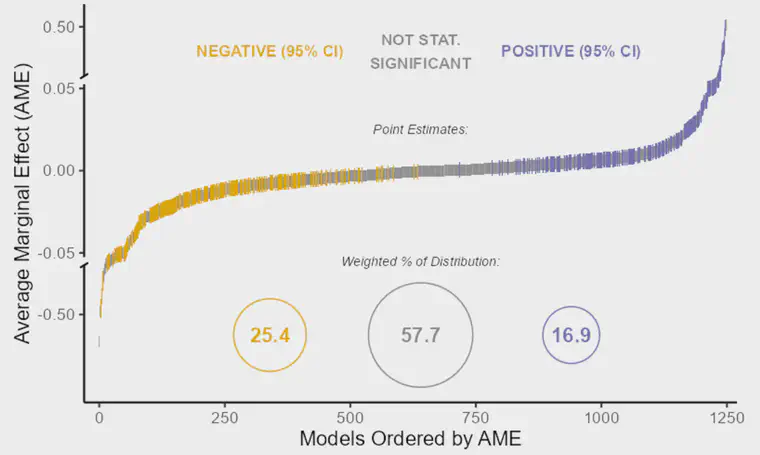 0.50
NEGATIVE (95% CI)
NOT STAT.
SIGNIFICANT
POSITIVE (95% CI)
0.05
Point Estimates:
0.00
Average Marginal Effect (AME)
-0.05
Weighted % of Distribution:
-0.50
25.4
57.7
16.9
0
250
500
750
1000
1250
Models Ordered by AME